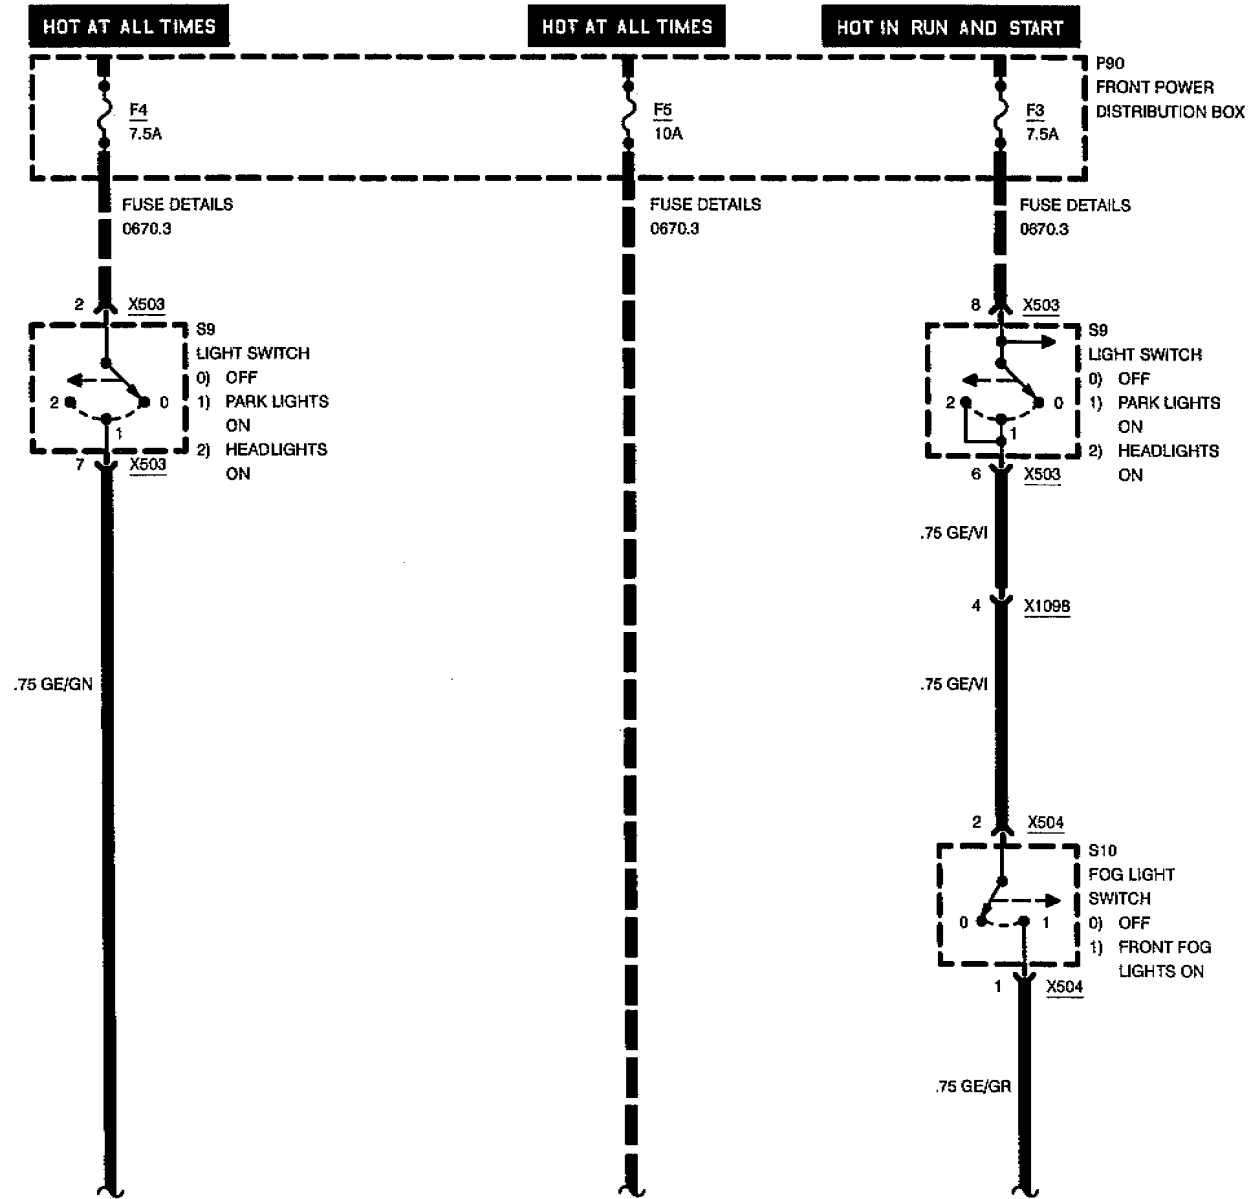 HOT AT ALL TIMES
HOT AT ALL TIMES
HOT IN RUN AND START
P90
FRONT POWER
DISTRIBUTION BOX
F4
7.5A
F5
10A
F3
7.5A
FUSE DETAILS
0670.3
FUSE DETAILS
0670.3
FUSE DETAILS
0670.3
2 X503
S9
LIGHT SWITCH
0) OFF
1) PARK LIGHTS
ON
2) HEADLIGHTS
ON
2 0
1
7 X503
8 X503
S9
LIGHT SWITCH
0) OFF
1) PARK LIGHTS
ON
2) HEADLIGHTS
ON
2 0
1
6 X503
.75 GE/VI
4 X1098
.75 GE/GN
.75 GE/VI
2 X504
S10
FOG LIGHT
SWITCH
0) OFF
1) FRONT FOG
LIGHTS ON
0 1
1 X504
.75 GE/GR